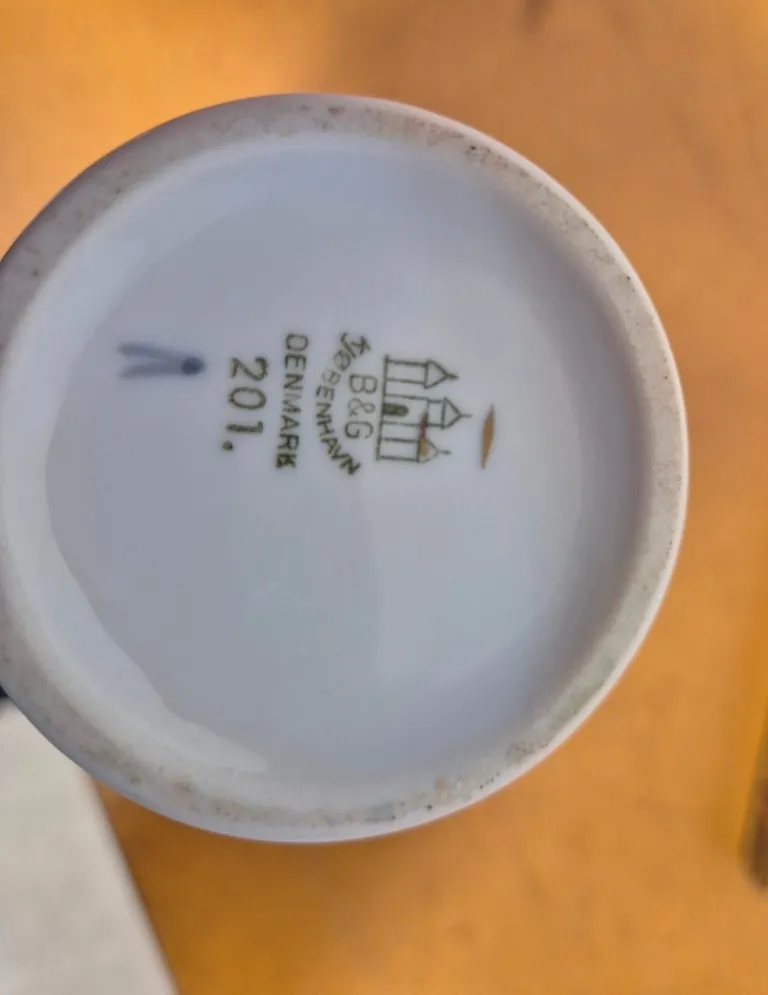 B&G
KJØBENHAVN
DENMARK
201.